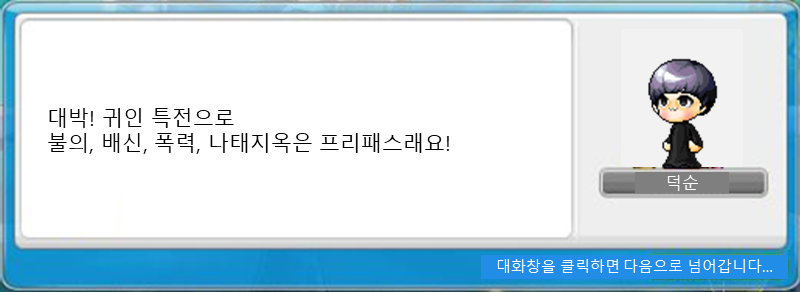 대박! 귀인 특전으로
불의, 배신, 폭력, 나태지옥은 프리패스래요!
덕순
대화창을 클릭하면 다음으로 넘어갑니다...